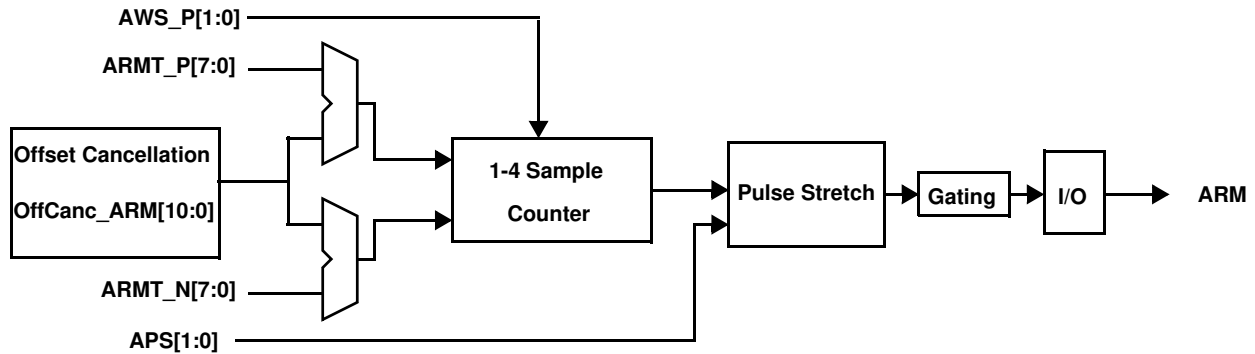 AWS_P[1:0]
ARMT_P[7:0]
Offset Cancellation
OffCanc_ARM[10:0]
ARMT_N[7:0]
APS[1:0]
1-4 Sample
Counter
Pulse Stretch
Gating
I/O
ARM